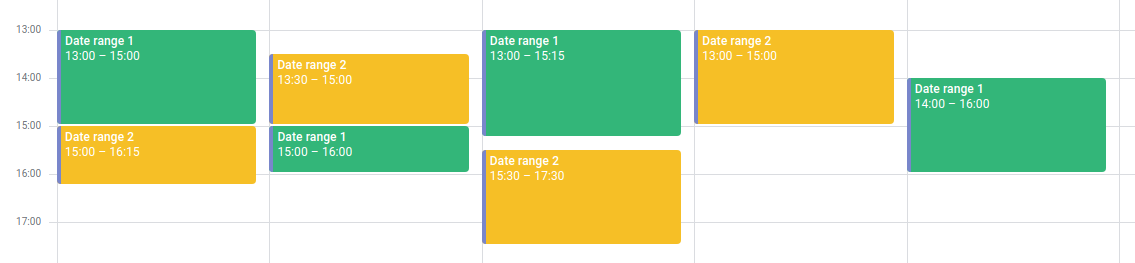 13:00
14:00
15:00
16:00
17:00
Date range 1
13:00 – 15:00
Date range 2
15:00 – 16:15
Date range 2
13:30 – 15:00
Date range 1
15:00 – 16:00
Date range 1
13:00 – 15:15
Date range 2
15:30 – 17:30
Date range 2
13:00 – 15:00
Date range 1
14:00 – 16:00